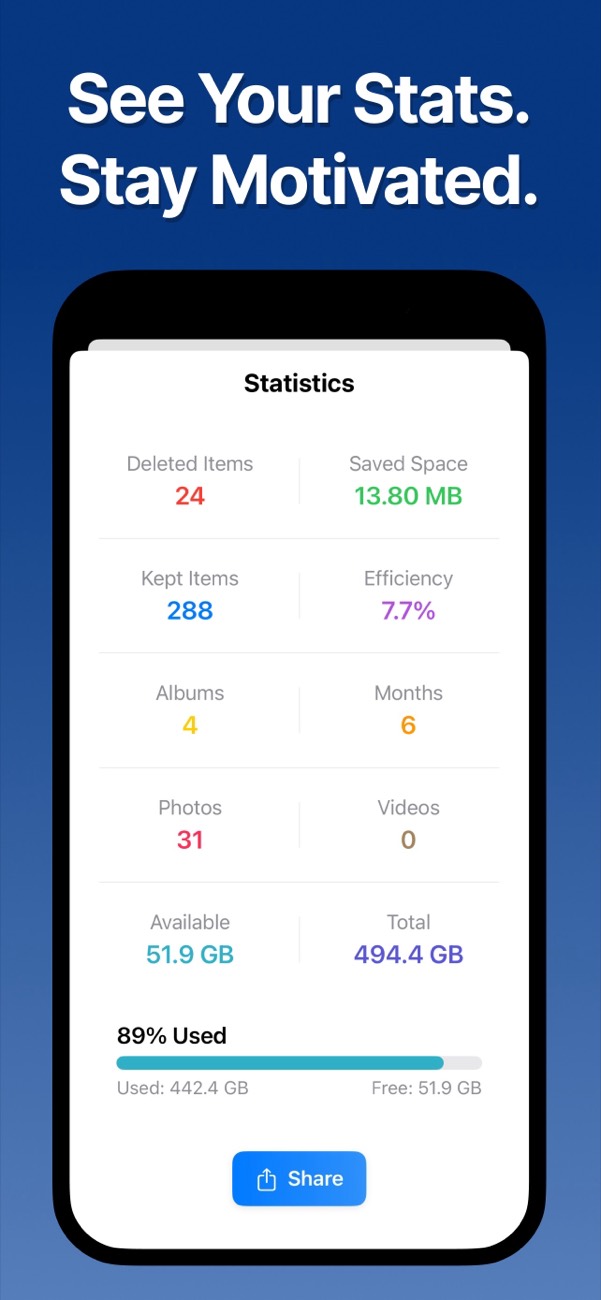 See Your Stats.
Stay Motivated.
Statistics
Deleted Items
24
Saved Space
13.80 MB
Kept Items
288
Efficiency
7.7%
Albums
4
Months
6
Photos
31
Videos
0
Available
51.9 GB
Total
494.4 GB
89% Used
Used: 442.4 GB
Free: 51.9 GB
Share